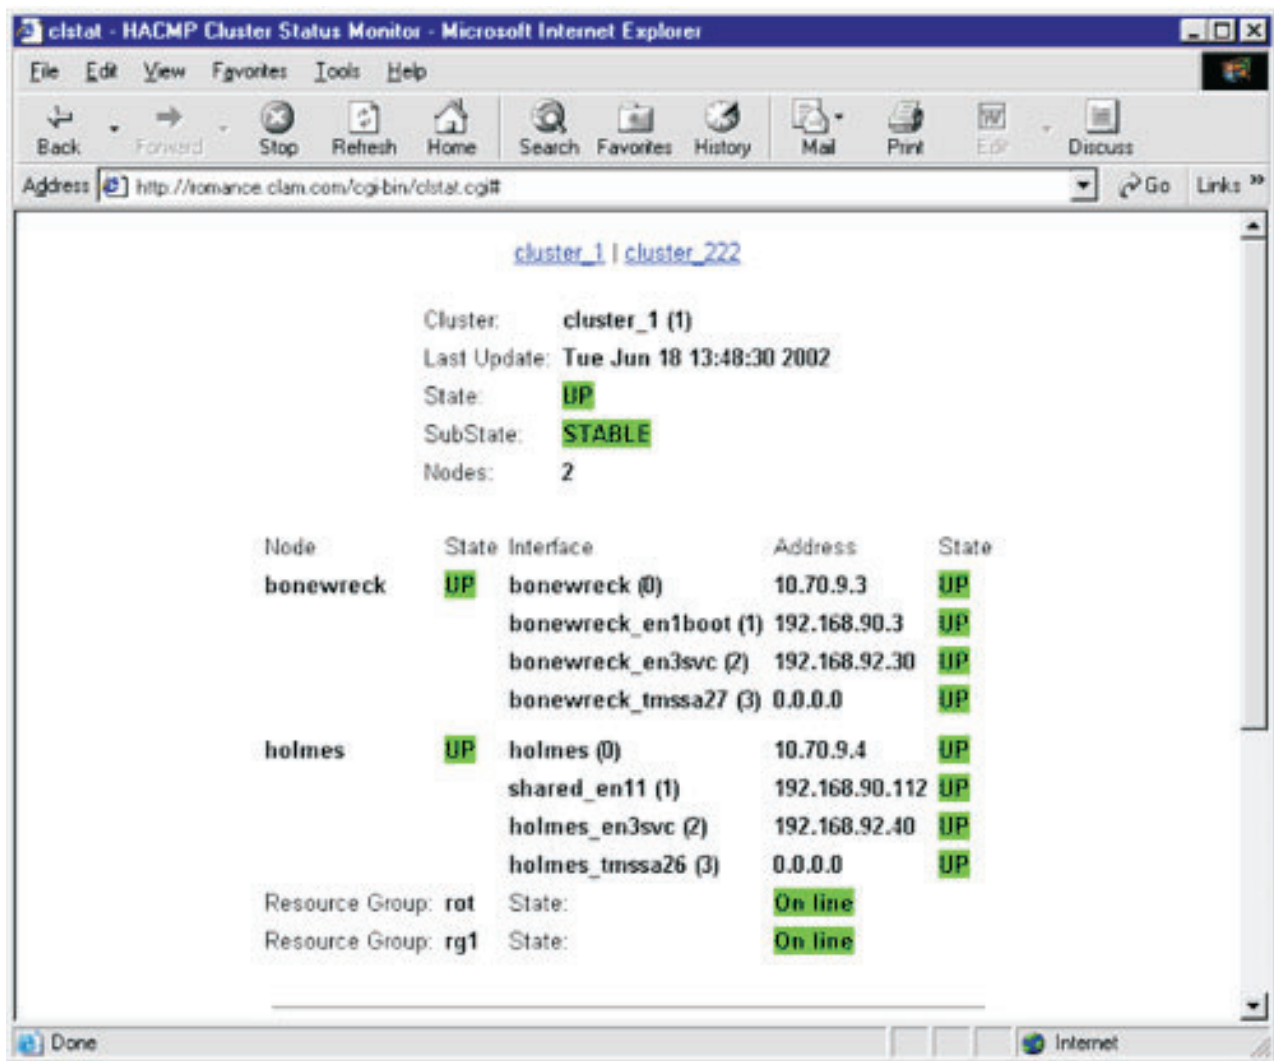 clstat - HACMP Cluster Status Monitor - Microsoft Internet Explorer
File Edit View Favorites Tools Help
Back Forward Stop Refresh Home Search Favorites History Mail Print Edit Discuss
Address http://romance.clam.com/cgi-bin/clstat.cgi# Go Links »
cluster_1 | cluster_222
Cluster: cluster_1 (1)
Last Update: Tue Jun 18 13:48:30 2002
State: UP
SubState: STABLE
Nodes: 2
Node State Interface Address State
bonewreck UP bonewreck (0) 10.70.9.3 UP
bonewreck_en1boot (1) 192.168.90.3 UP
bonewreck_en3svc (2) 192.168.92.30 UP
bonewreck_tmssa27 (3) 0.0.0.0 UP
holmes UP holmes (0) 10.70.9.4 UP
shared_en11 (1) 192.168.90.112 UP
holmes_en3svc (2) 192.168.92.40 UP
holmes_tmssa26 (3) 0.0.0.0 UP
Resource Group: rot State: On line
Resource Group: rg1 State: On line
Done Internet